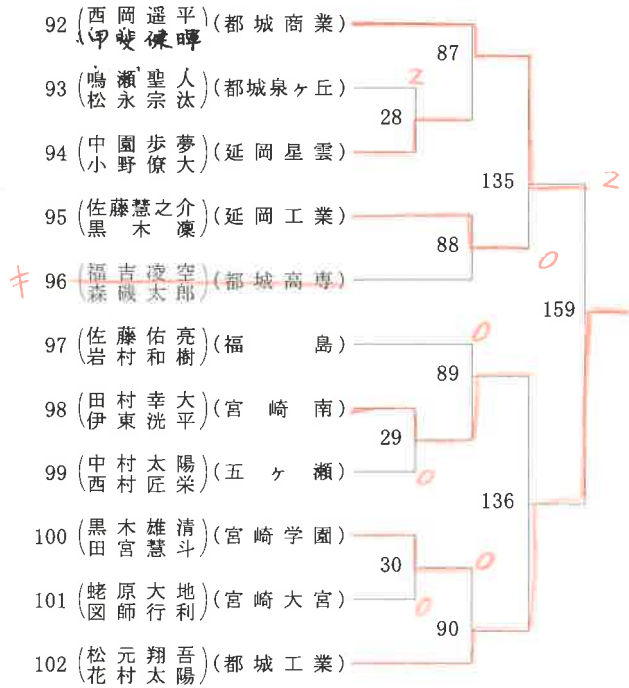 92 (西岡遥平 甲斐健暉)(都城商業)
87
93 (鳴瀬聖人 松永宗汰)(都城泉ヶ丘)
2
28
94 (中園歩夢 小野僚大)(延岡星雲)
135
2
95 (佐藤慧之介 黒木凜)(延岡工業)
88
0
キ 96 (福吉凌空 森磯太郎)(都城高専)
159
97 (佐藤佑亮 岩村和樹)(福島)
0
89
98 (田村幸大 伊東洸平)(宮崎南)
29
99 (中村太陽 西村匠栄)(五ヶ瀬)
0
136
100 (黒木雄清 田宮慧斗)(宮崎学園)
30
0
101 (蛯原大地 図師行利)(宮崎大宮)
0
90
102 (松元翔吾 花村太陽)(都城工業)